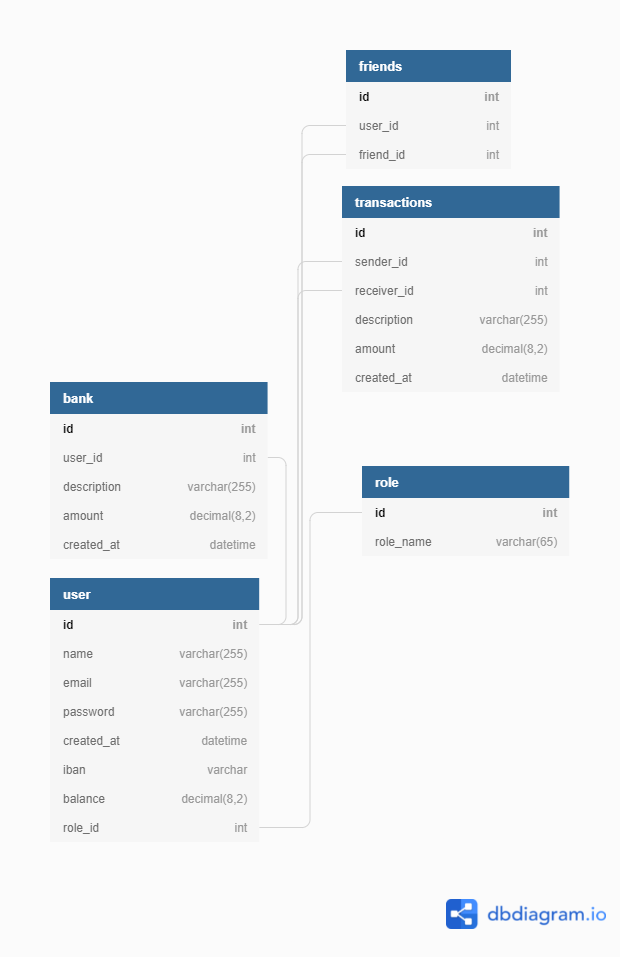 friends
id int
user_id int
friend_id int
transactions
id int
sender_id int
receiver_id int
description varchar(255)
amount decimal(8,2)
created_at datetime
bank
id int
user_id int
description varchar(255)
amount decimal(8,2)
created_at datetime
role
id int
role_name varchar(65)
user
id int
name varchar(255)
email varchar(255)
password varchar(255)
created_at datetime
iban varchar
balance decimal(8,2)
role_id int
dbdiagram.io